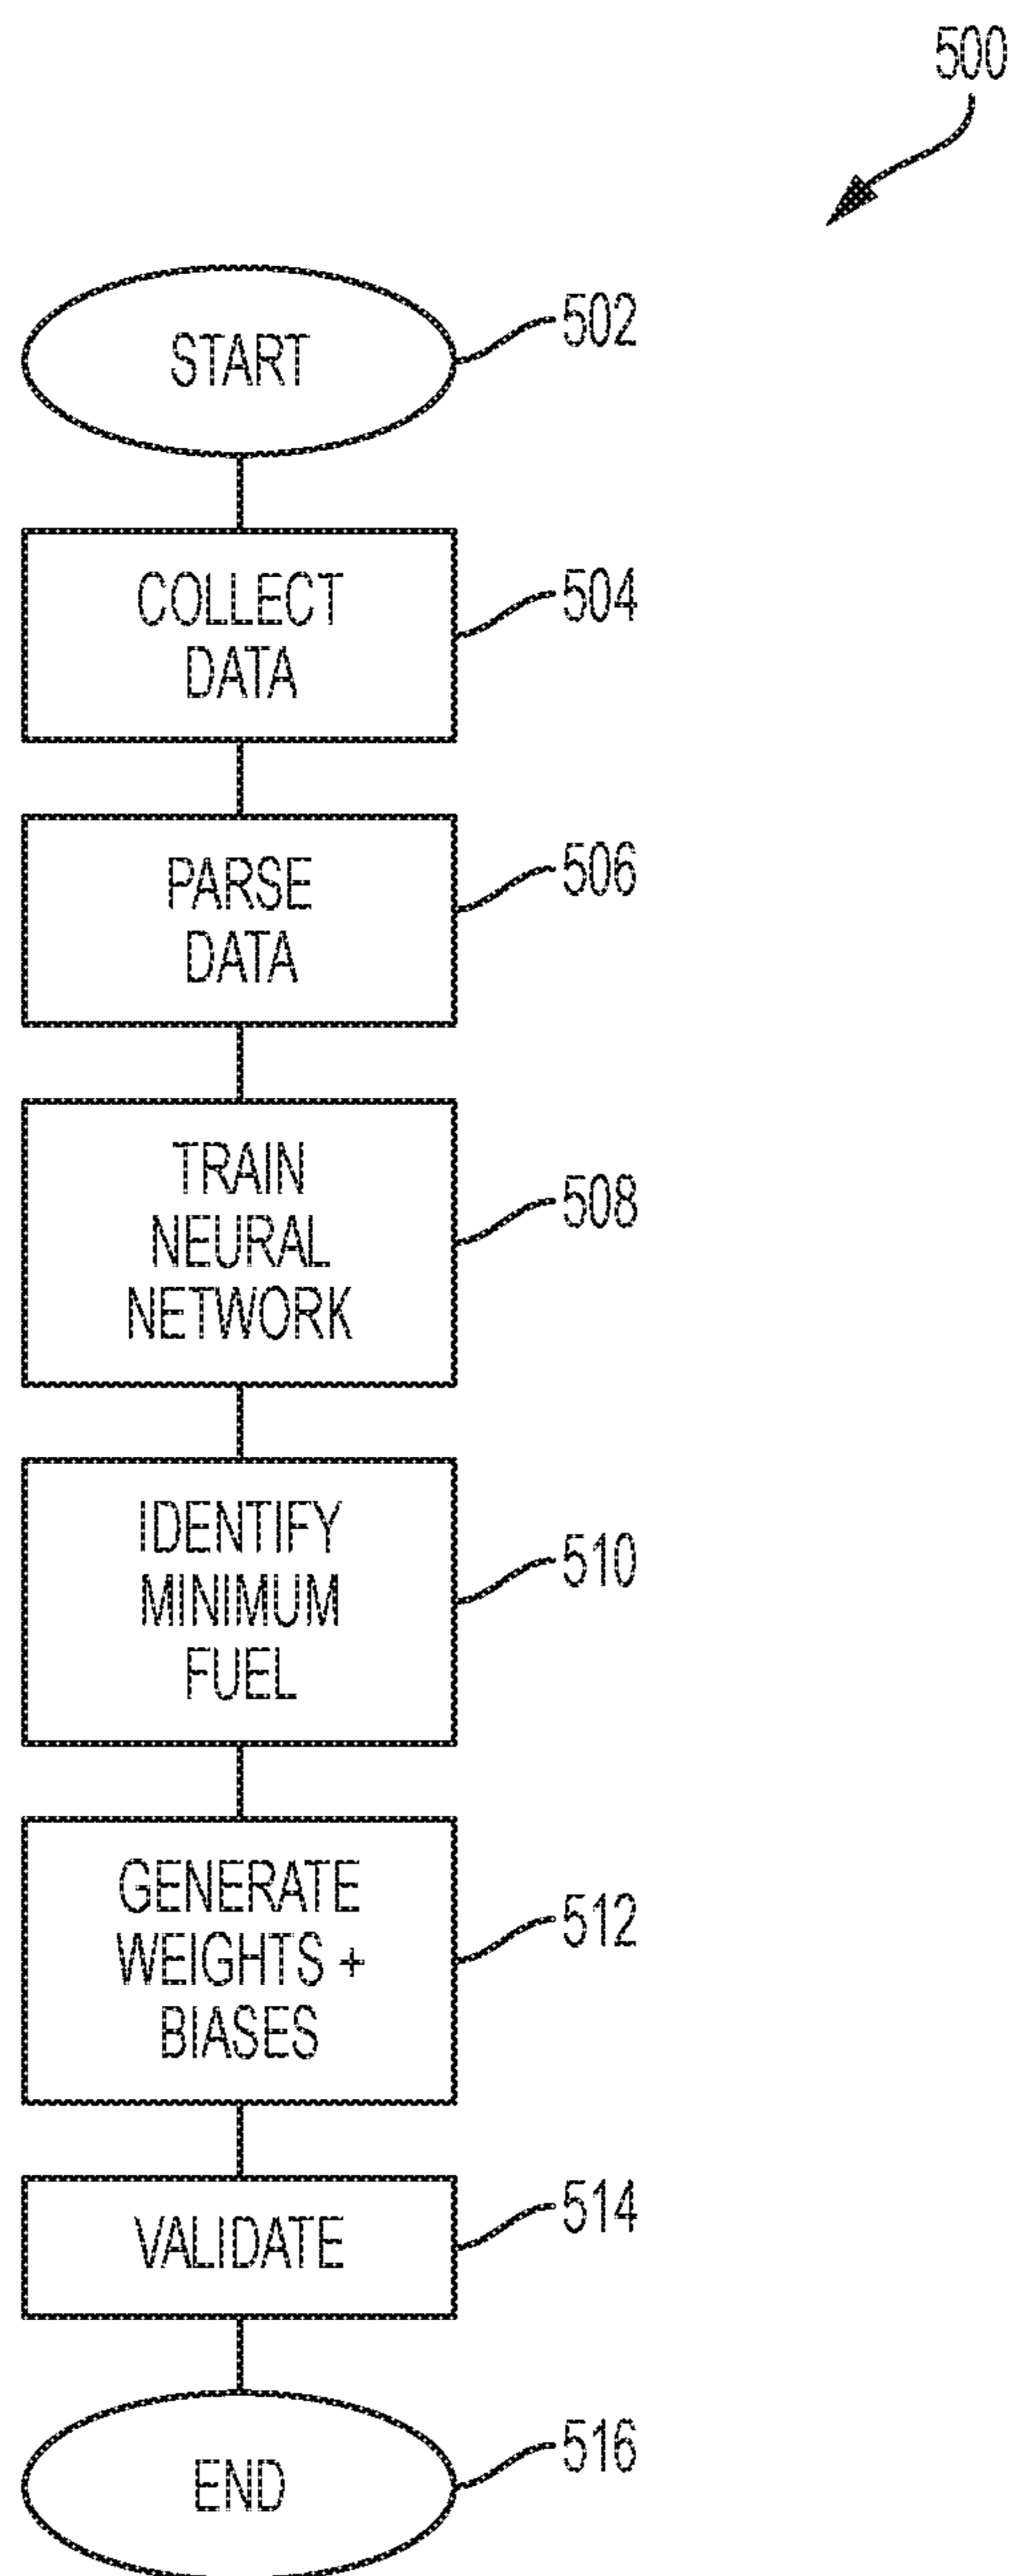 500
START
502
COLLECT
DATA
504
PARSE
DATA
506
TRAIN
NEURAL
NETWORK
508
IDENTIFY
MINIMUM
FUEL
510
GENERATE
WEIGHTS +
BIASES
512
VALIDATE
514
END
516